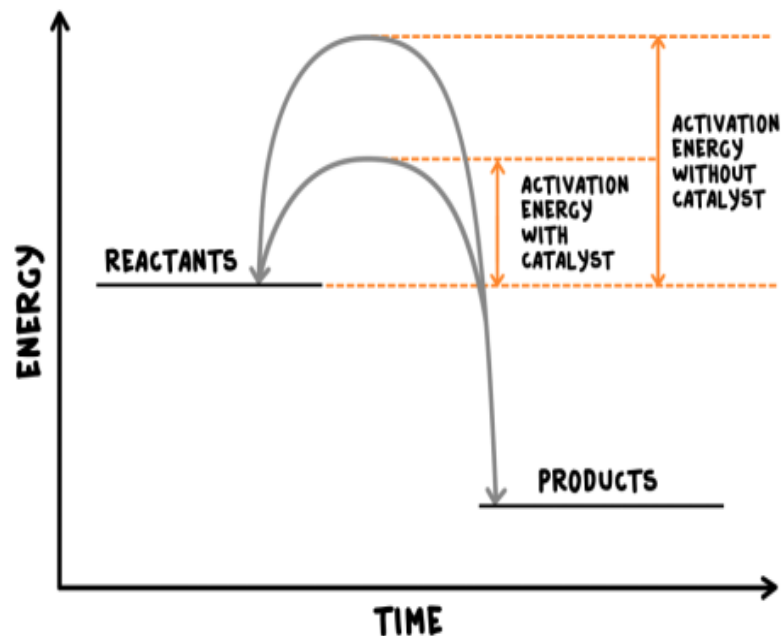 ACTIVATION
ENERGY
WITHOUT
CATALYST
ACTIVATION
ENERGY
WITH
CATALYST
REACTANTS
ENERGY
PRODUCTS
TIME